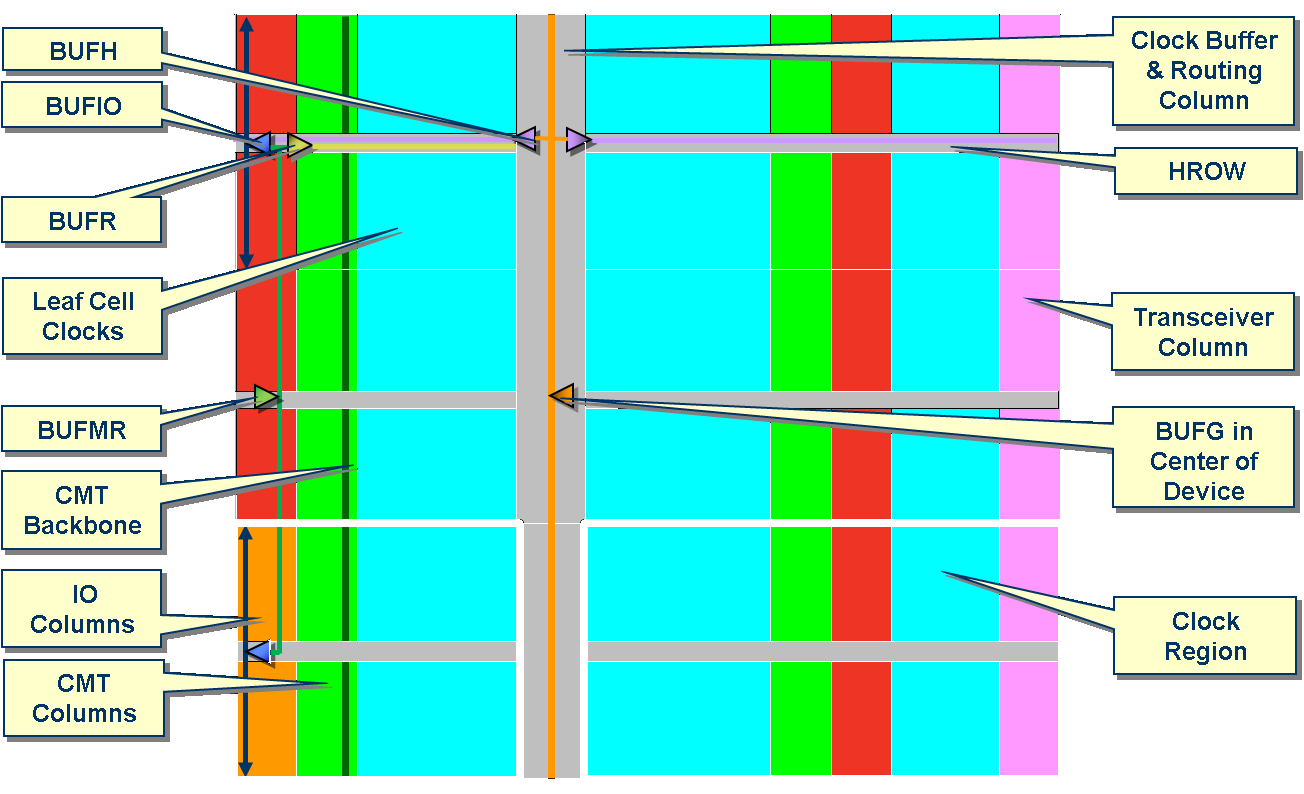 BUFH
BUFIO
BUFR
Leaf Cell
Clocks
BUFMR
CMT
Backbone
IO
Columns
CMT
Columns
Clock Buffer
& Routing
Column
HROW
Transceiver
Column
BUFG in
Center of
Device
Clock
Region